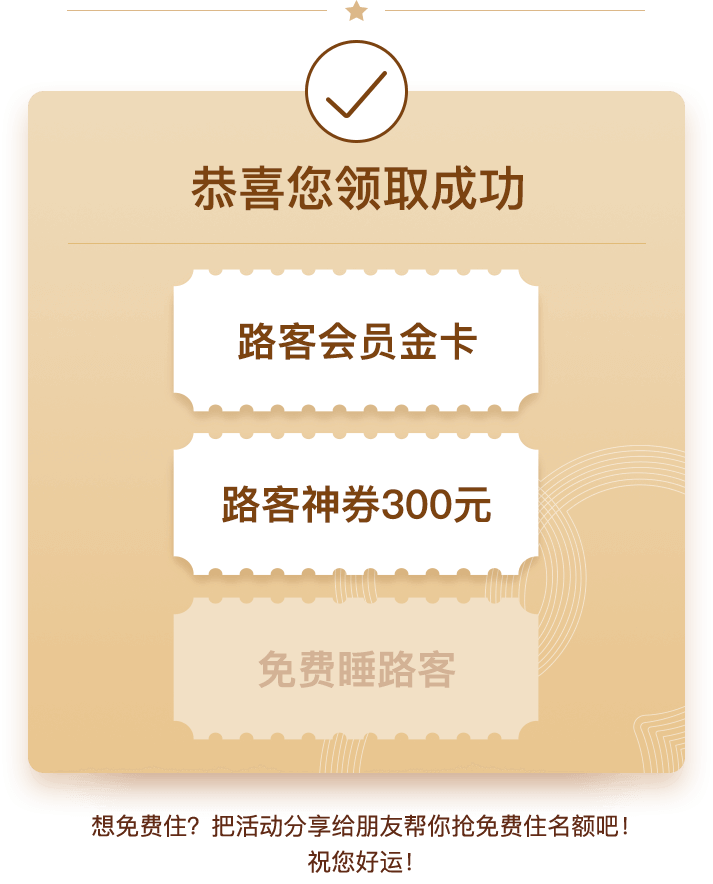 恭喜您领取成功
路客会员金卡
路客神券300元
免费睡路客
想免费住？把活动分享给朋友帮你抢免费住名额吧！
祝您好运！